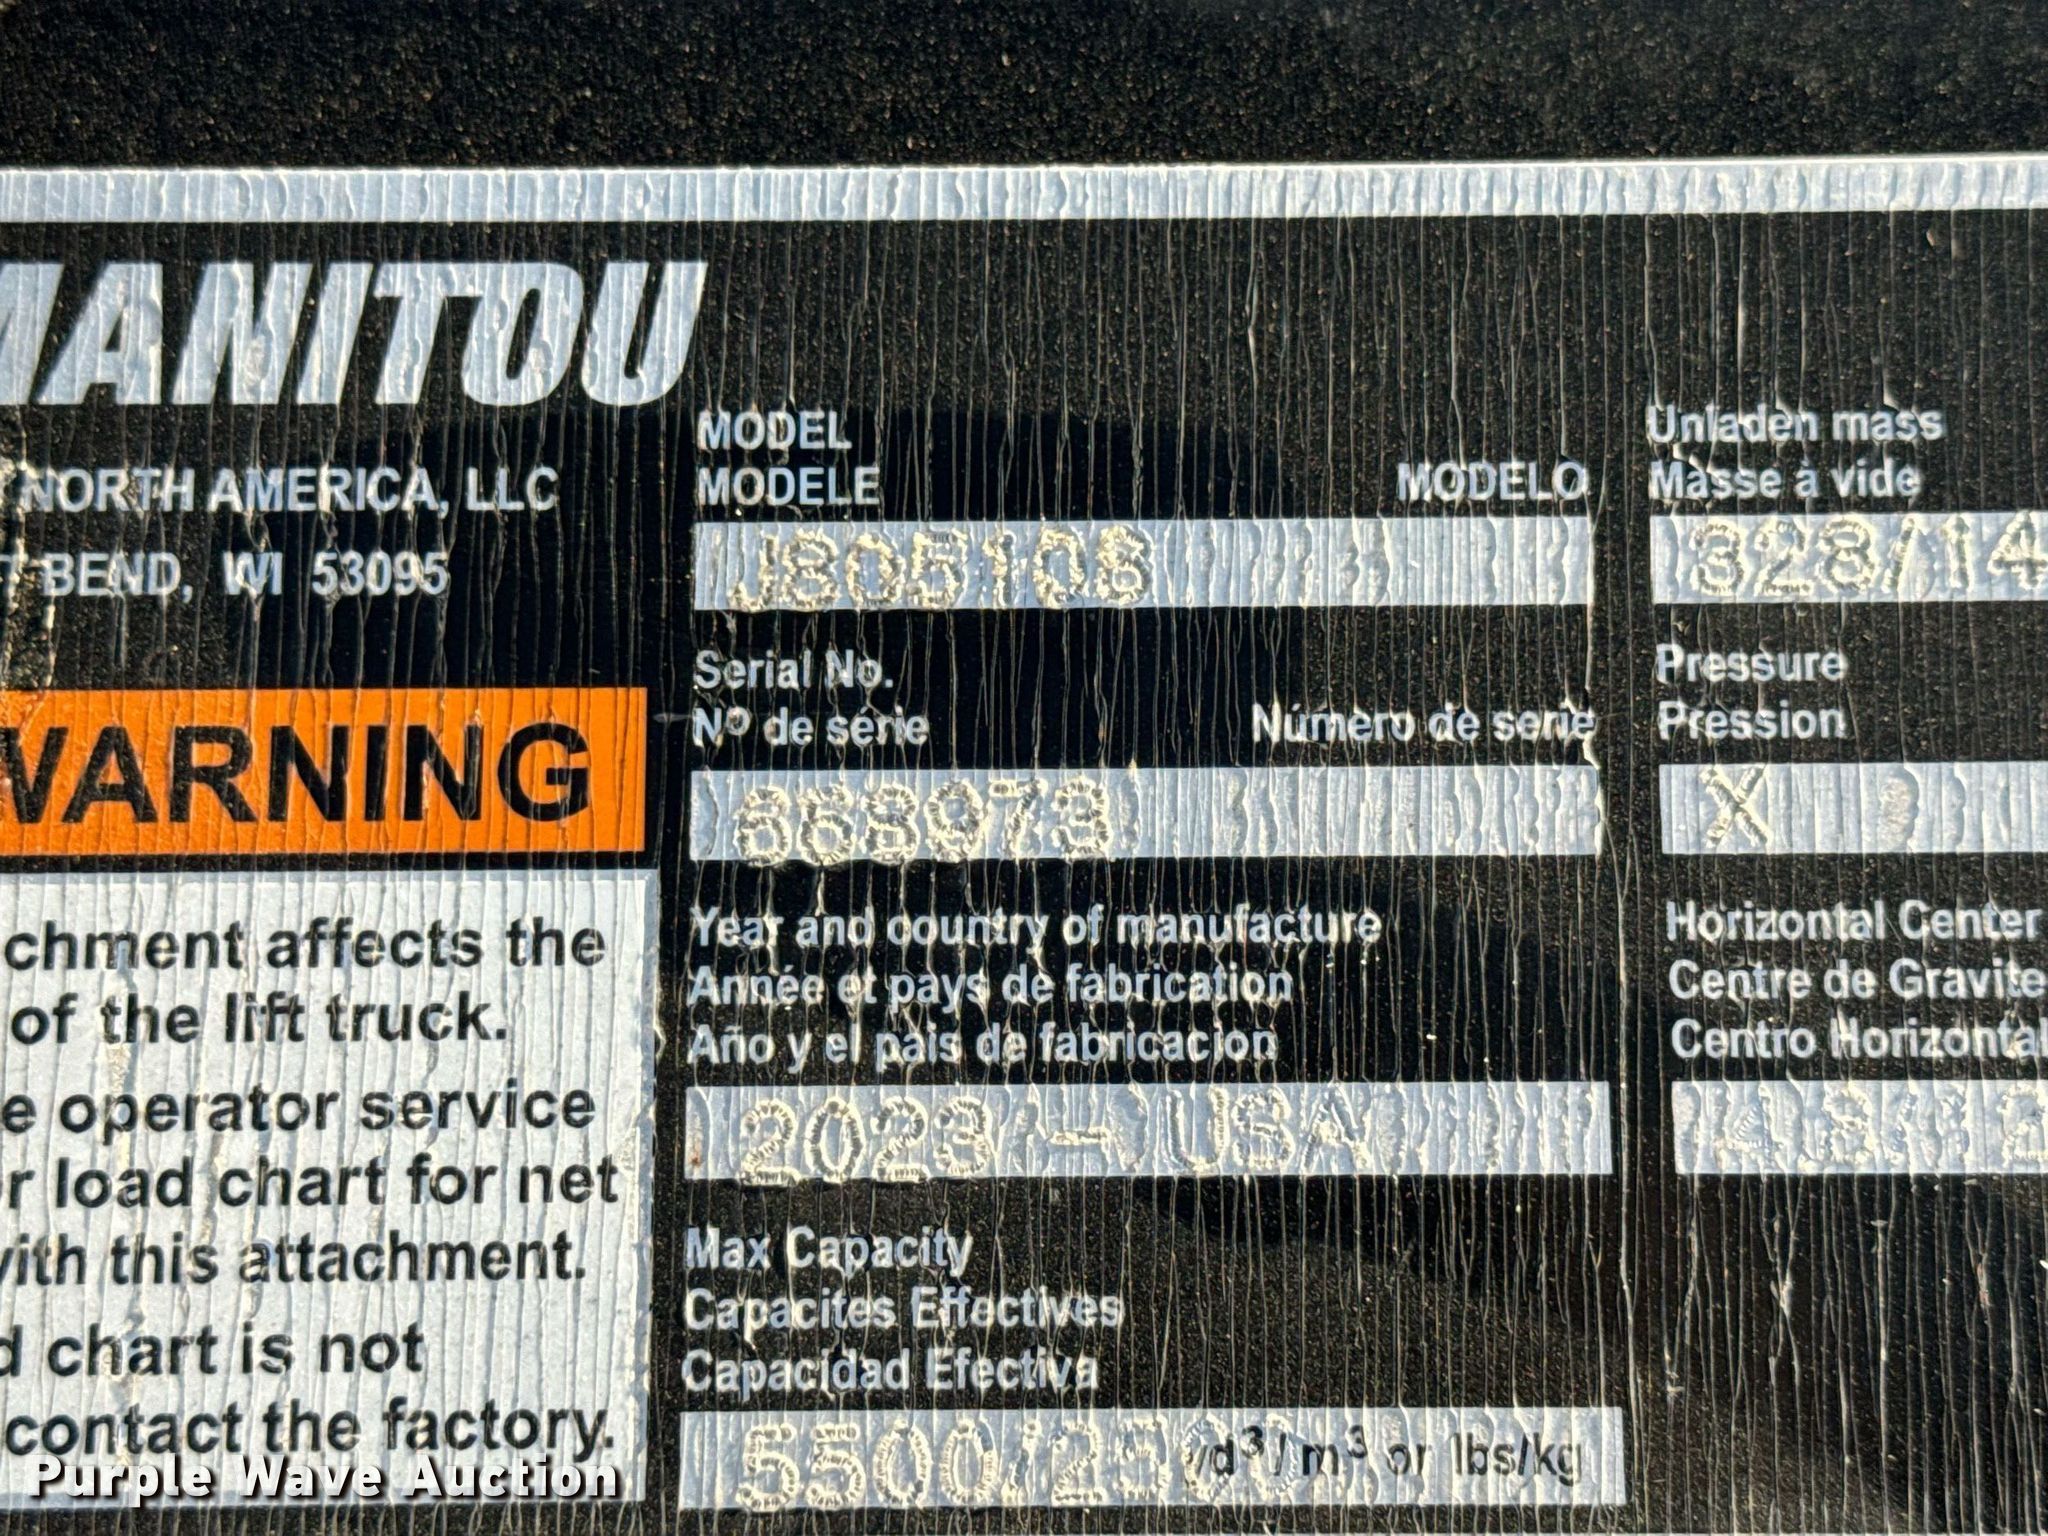 MANITOU
NORTH AMERICA, LLC
BEND, WI 53095
WARNING
chment affects the
of the lift truck.
e operator service
r load chart for net
with this attachment.
d chart is not
contact the factory.
MODEL
MODELE MODELO
J805106
Serial No.
Nº de série Número de serie
668973
Year and country of manufacture
Année et pays de fabrication
Año y el pais de fabricacion
2023 - USA
Max Capacity
Capacites Effectives
Capacidad Efectiva
5500/2500 yd³/m³ or lbs/kg
Unladen mass
Masse à vide
328/14
Pressure
Pression
X
Horizontal Center
Centre de Gravite
Centro Horizontal
Purple Wave Auction